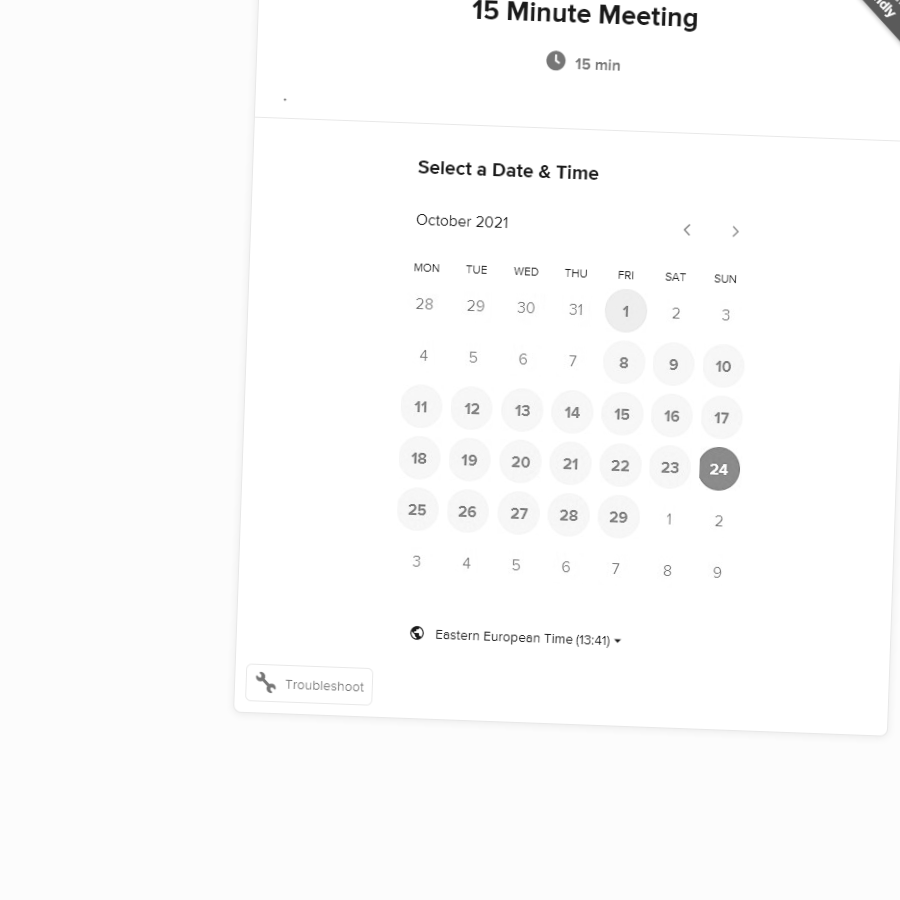 15 Minute Meeting
15 min
.
Select a Date & Time
October 2021
MON TUE WED THU FRI SAT SUN
28 29 30 31 1 2 3
4 5 6 7 8 9 10
11 12 13 14 15 16 17
18 19 20 21 22 23 24
25 26 27 28 29 1 2
3 4 5 6 7 8 9
Eastern European Time (13:41)
Troubleshoot